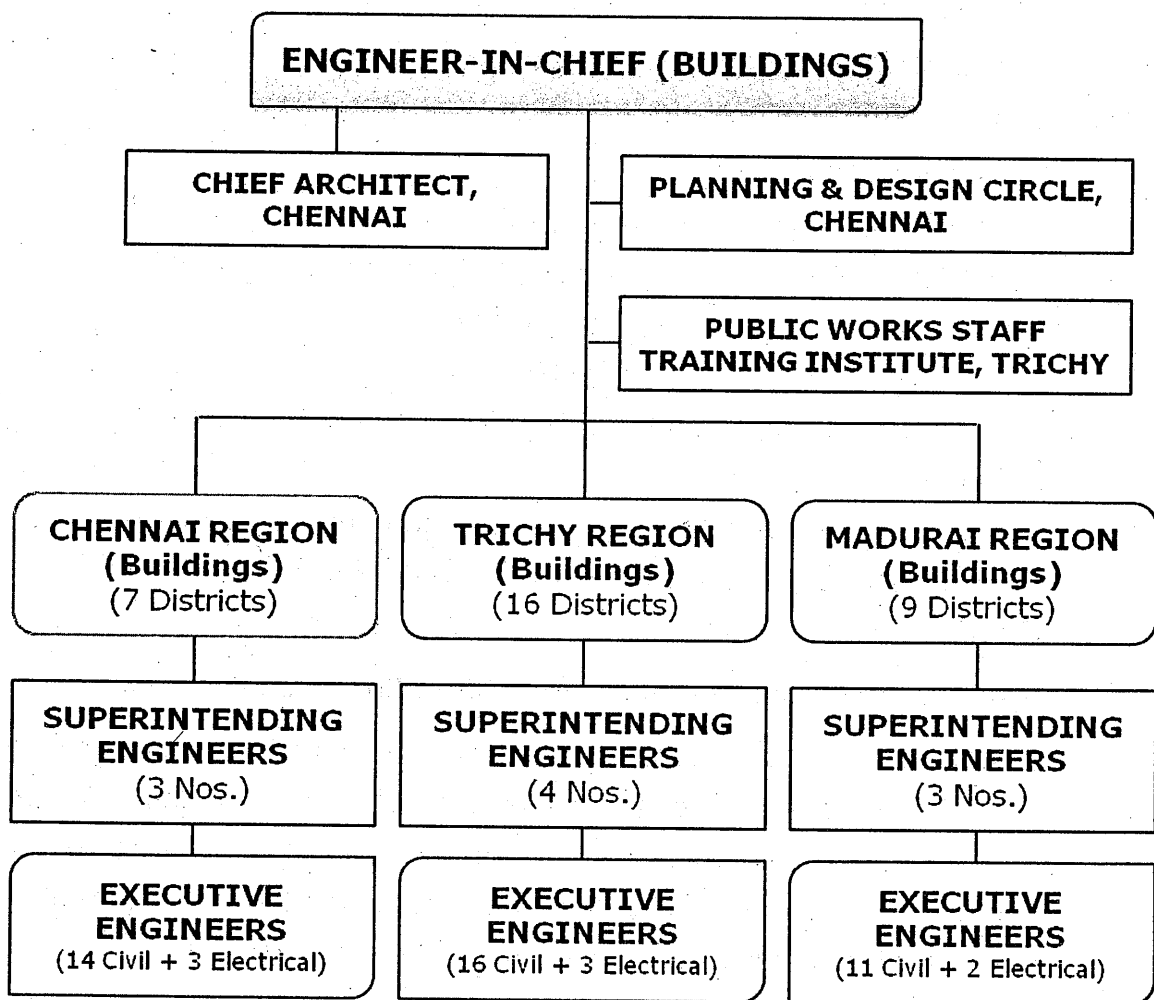 ENGINEER-IN-CHIEF (BUILDINGS)
CHIEF ARCHITECT,
CHENNAI
PLANNING & DESIGN CIRCLE,
CHENNAI
PUBLIC WORKS STAFF
TRAINING INSTITUTE, TRICHY
CHENNAI REGION
(Buildings)
(7 Districts)
TRICHY REGION
(Buildings)
(16 Districts)
MADURAI REGION
(Buildings)
(9 Districts)
SUPERINTENDING
ENGINEERS
(3 Nos.)
SUPERINTENDING
ENGINEERS
(4 Nos.)
SUPERINTENDING
ENGINEERS
(3 Nos.)
EXECUTIVE
ENGINEERS
(14 Civil + 3 Electrical)
EXECUTIVE
ENGINEERS
(16 Civil + 3 Electrical)
EXECUTIVE
ENGINEERS
(11 Civil + 2 Electrical)